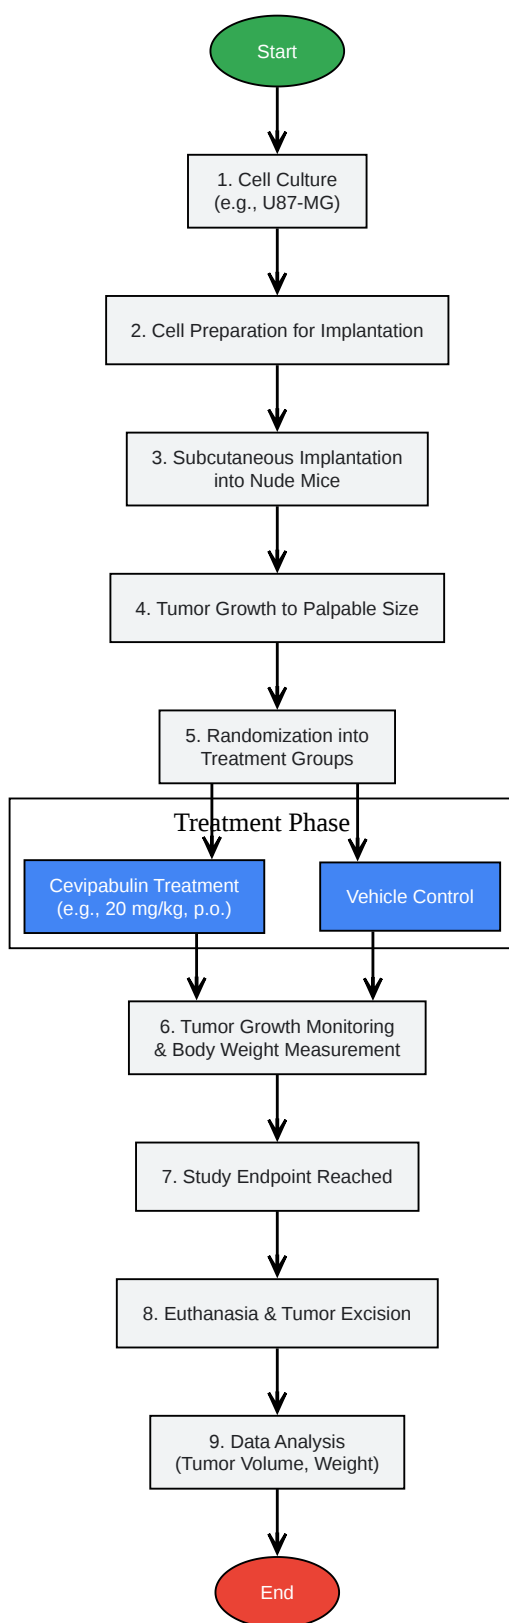 Start
1. Cell Culture
(e.g., U87-MG)
2. Cell Preparation for Implantation
3. Subcutaneous Implantation
into Nude Mice
4. Tumor Growth to Palpable Size
5. Randomization into
Treatment Groups
Treatment Phase
Cevipabulin Treatment
(e.g., 20 mg/kg, p.o.)
Vehicle Control
6. Tumor Growth Monitoring
& Body Weight Measurement
7. Study Endpoint Reached
8. Euthanasia & Tumor Excision
9. Data Analysis
(Tumor Volume, Weight)
End